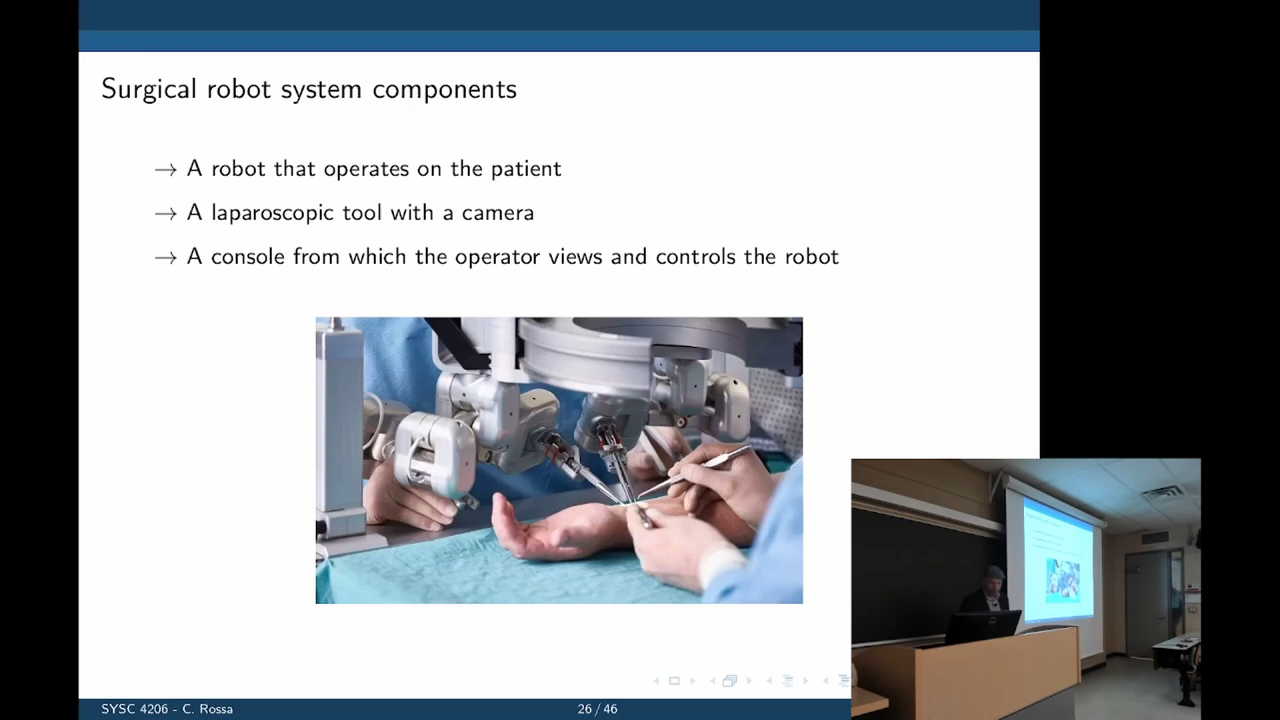 Surgical robot system components
→ A robot that operates on the patient
→ A laparoscopic tool with a camera
→ A console from which the operator views and controls the robot
SYSC 4206 - C. Rossa
26 / 46